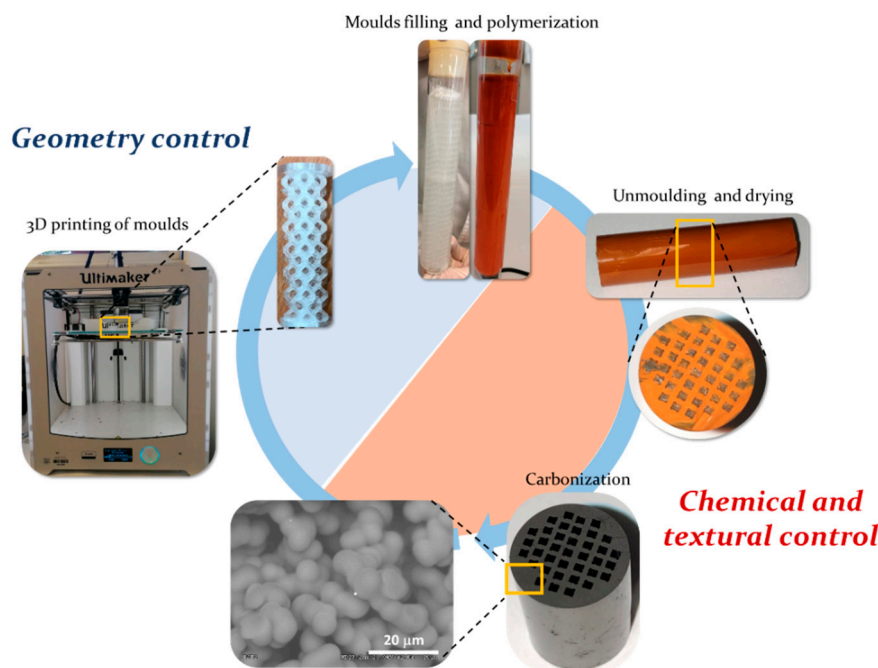 Moulds filling and polymerization
Geometry control
Unmoulding and drying
3D printing of moulds
Ultimaker
Carbonization
Chemical and
textural control
20 μm